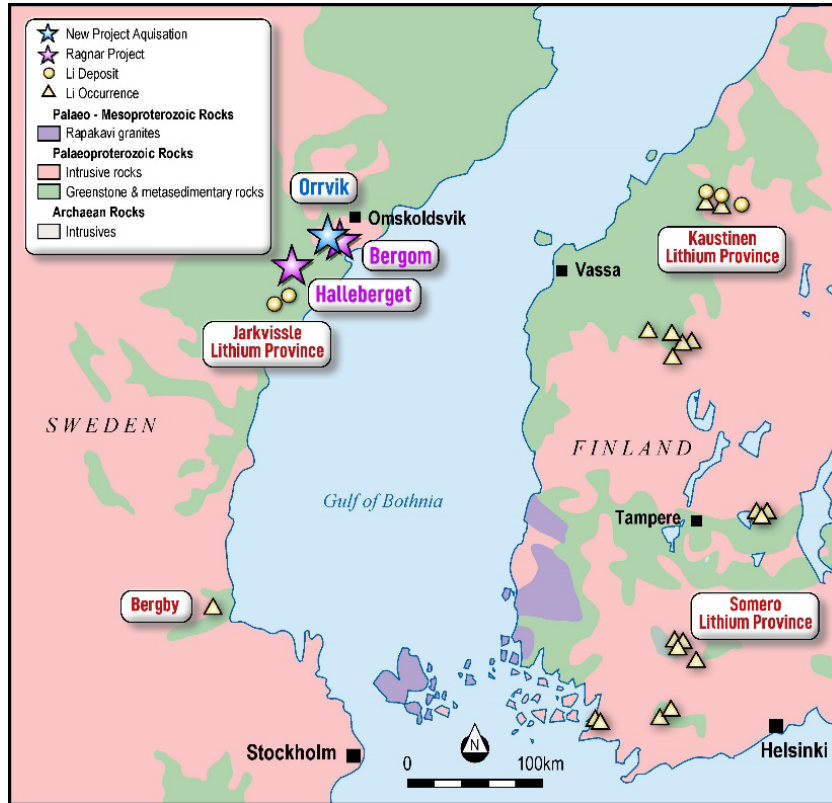 New Project Aquisation
Ragnar Project
Li Deposit
Li Occurrence
Palaeo - Mesoproterozoic Rocks
Rapakavi granites
Palaeoproterozoic Rocks
Intrusive rocks
Greenstone & metasedimentary rocks
Archaean Rocks
Intrusives
Orrvik
Omskoldsvik
Bergom
Halleberget
Jarkvissle
Lithium Province
Kaustinen
Lithium Province
Vassa
SWEDEN
FINLAND
Gulf of Bothnia
Tampere
Bergby
Somero
Lithium Province
Stockholm
N
0 100km
Helsinki